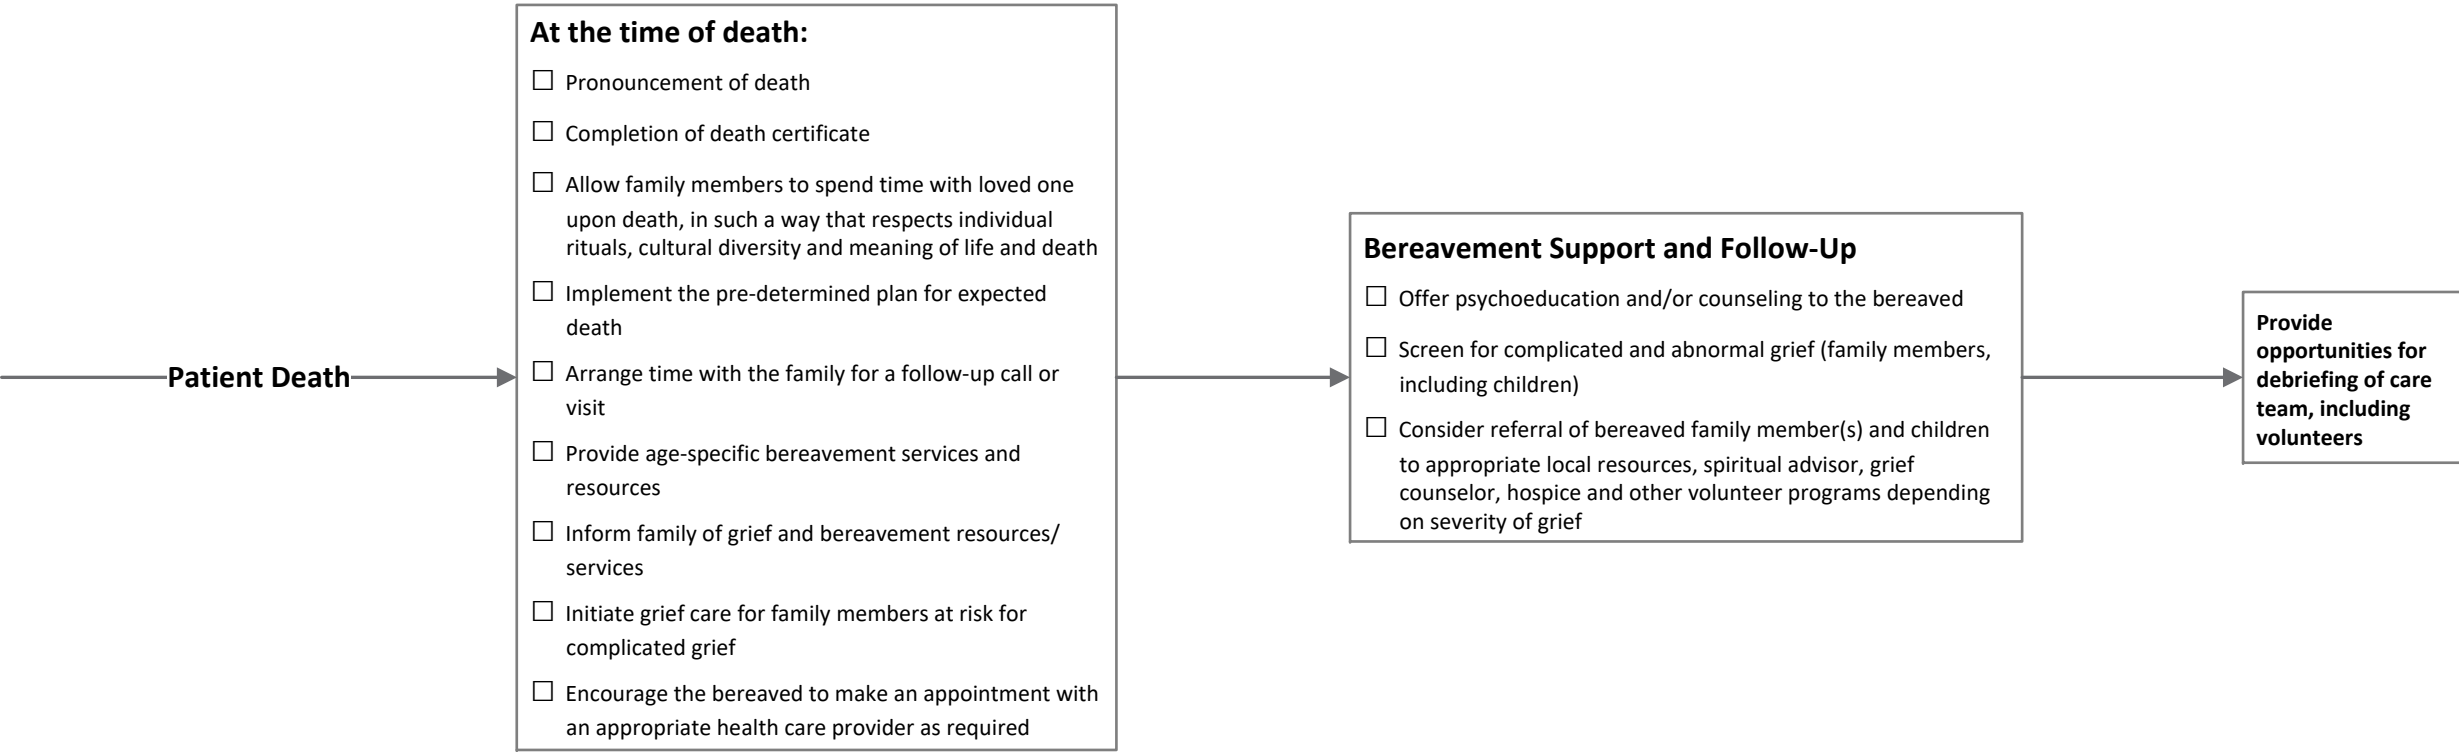 Patient Death
At the time of death:
☐ Pronouncement of death
☐ Completion of death certificate
☐ Allow family members to spend time with loved one
upon death, in such a way that respects individual
rituals, cultural diversity and meaning of life and death
☐ Implement the pre-determined plan for expected
death
☐ Arrange time with the family for a follow-up call or
visit
☐ Provide age-specific bereavement services and
resources
☐ Inform family of grief and bereavement resources/
services
☐ Initiate grief care for family members at risk for
complicated grief
☐ Encourage the bereaved to make an appointment with
an appropriate health care provider as required
Bereavement Support and Follow-Up
☐ Offer psychoeducation and/or counseling to the bereaved
☐ Screen for complicated and abnormal grief (family members,
including children)
☐ Consider referral of bereaved family member(s) and children
to appropriate local resources, spiritual advisor, grief
counselor, hospice and other volunteer programs depending
on severity of grief
Provide
opportunities for
debriefing of care
team, including
volunteers